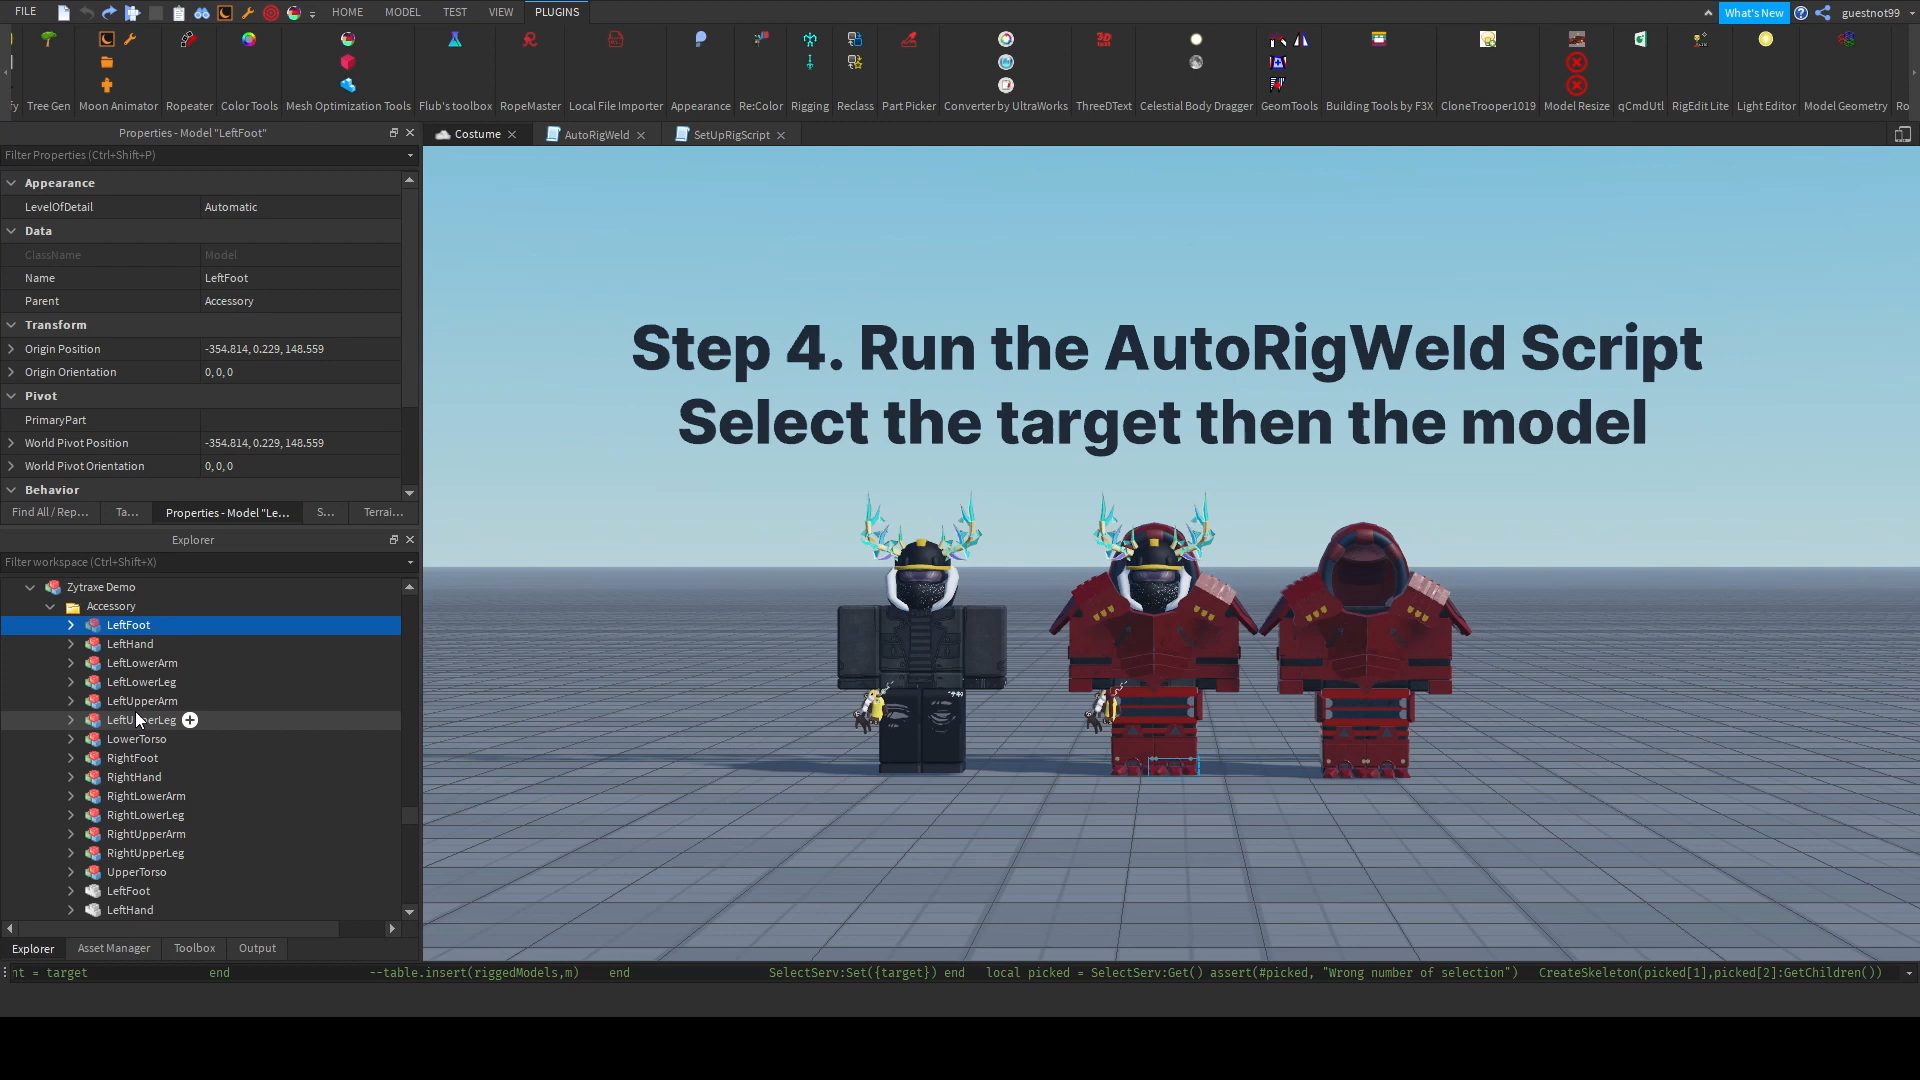 FILE
HOME
MODEL
TEST
VIEW
PLUGINS
What's New
guestnot99
fy
Tree Gen
Moon Animator
Ropeater
Color Tools
Mesh Optimization Tools
Flub's toolbox
RopeMaster
Local File Importer
Appearance
Re:Color
Rigging
Reclass
Part Picker
Converter by UltraWorks
ThreeDText
Celestial Body Dragger
GeomTools
Building Tools by F3X
CloneTrooper1019
Model Resize
qCmdUtl
RigEdit Lite
Light Editor
Model Geometry
Ro
Properties - Model "LeftFoot"
Costume
AutoRigWeld
SetUpRigScript
Filter Properties (Ctrl+Shift+P)
Appearance
LevelOfDetail Automatic
Data
ClassName Model
Name LeftFoot
Parent Accessory
Transform
Origin Position -354.814, 0.229, 148.559
Origin Orientation 0, 0, 0
Pivot
PrimaryPart
World Pivot Position -354.814, 0.229, 148.559
World Pivot Orientation 0, 0, 0
Behavior
Find All / Rep...
Ta...
Properties - Model "Le...
S...
Terrai...
Step 4. Run the AutoRigWeld Script
Select the target then the model
Explorer
Filter workspace (Ctrl+Shift+X)
Zytraxe Demo
Accessory
LeftFoot
LeftHand
LeftLowerArm
LeftLowerLeg
LeftUpperArm
LeftUpperLeg
LowerTorso
RightFoot
RightHand
RightLowerArm
RightLowerLeg
RightUpperArm
RightUpperLeg
UpperTorso
LeftFoot
LeftHand
Explorer
Asset Manager
Toolbox
Output
nt = target end --table.insert(riggedModels,m) end SelectServ:Set({target}) end local picked = SelectServ:Get() assert(#picked, "Wrong number of selection") CreateSkeleton(picked[1],picked[2]:GetChildren())